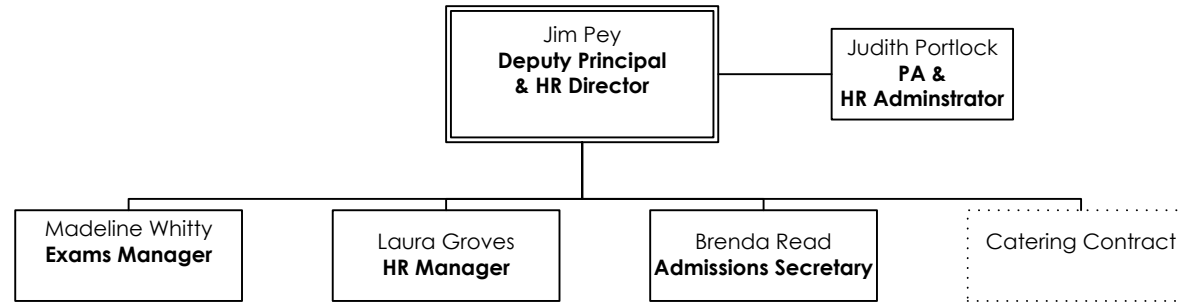 Jim Pey
Deputy Principal
& HR Director
Judith Portlock
PA &
HR Adminstrator
Madeline Whitty
Exams Manager
Laura Groves
HR Manager
Brenda Read
Admissions Secretary
Catering Contract